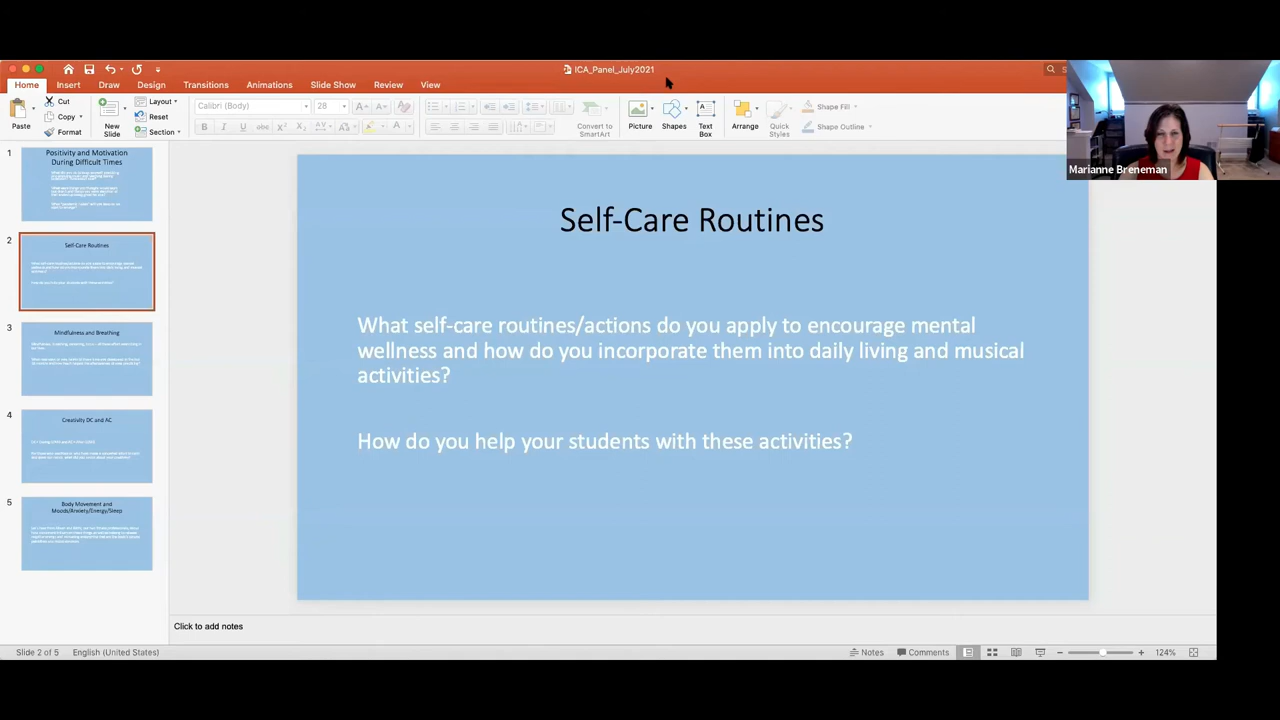 ICA_Panel_July2021
Home Insert Draw Design Transitions Animations Slide Show Review View
Paste
Cut
Copy
Format
New
Slide
Layout
Reset
Section
Calibri (Body) 28
Convert to
SmartArt
Picture
Shapes
Text
Box
Arrange
Quick
Styles
Shape Fill
Shape Outline
Marianne Breneman
1
Positivity and Motivation
During Difficult Times
2
Self-Care Routines
3
Mindfulness and Breathing
4
Creativity DC and AC
5
Body Movement and
Moods/Anxiety/Energy/Sleep
Self-Care Routines
What self-care routines/actions do you apply to encourage mental
wellness and how do you incorporate them into daily living and musical
activities?
How do you help your students with these activities?
Click to add notes
Slide 2 of 5 English (United States) Notes Comments 124%